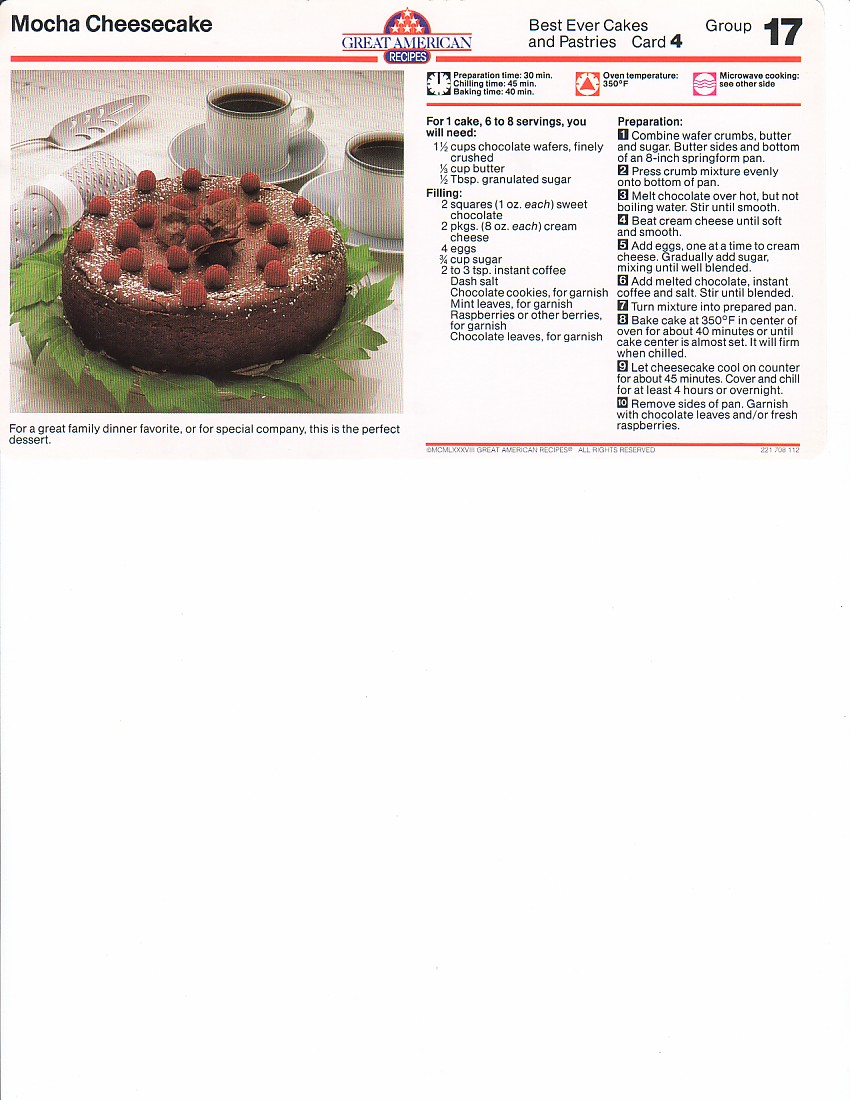 Mocha Cheesecake
GREAT AMERICAN
RECIPES
Best Ever Cakes
and Pastries Card 4
Group 17
Preparation time: 30 min.
Chilling time: 45 min.
Baking time: 40 min.
Oven temperature:
350°F
Microwave cooking:
see other side
For 1 cake, 6 to 8 servings, you
will need:
1½ cups chocolate wafers, finely
crushed
⅓ cup butter
½ Tbsp. granulated sugar
Filling:
2 squares (1 oz. each) sweet
chocolate
2 pkgs. (8 oz. each) cream
cheese
4 eggs
¾ cup sugar
2 to 3 tsp. instant coffee
Dash salt
Chocolate cookies, for garnish
Mint leaves, for garnish
Raspberries or other berries,
for garnish
Chocolate leaves, for garnish
Preparation:
1 Combine wafer crumbs, butter
and sugar. Butter sides and bottom
of an 8-inch springform pan.
2 Press crumb mixture evenly
onto bottom of pan.
3 Melt chocolate over hot, but not
boiling water. Stir until smooth.
4 Beat cream cheese until soft
and smooth.
5 Add eggs, one at a time to cream
cheese. Gradually add sugar,
mixing until well blended.
6 Add melted chocolate, instant
coffee and salt. Stir until blended.
7 Turn mixture into prepared pan.
8 Bake cake at 350°F in center of
oven for about 40 minutes or until
cake center is almost set. It will firm
when chilled.
9 Let cheesecake cool on counter
for about 45 minutes. Cover and chill
for at least 4 hours or overnight.
10 Remove sides of pan. Garnish
with chocolate leaves and/or fresh
raspberries.
For a great family dinner favorite, or for special company, this is the perfect
dessert.
©MCMLXXXVIII GREAT AMERICAN RECIPES® ALL RIGHTS RESERVED
221 708 112